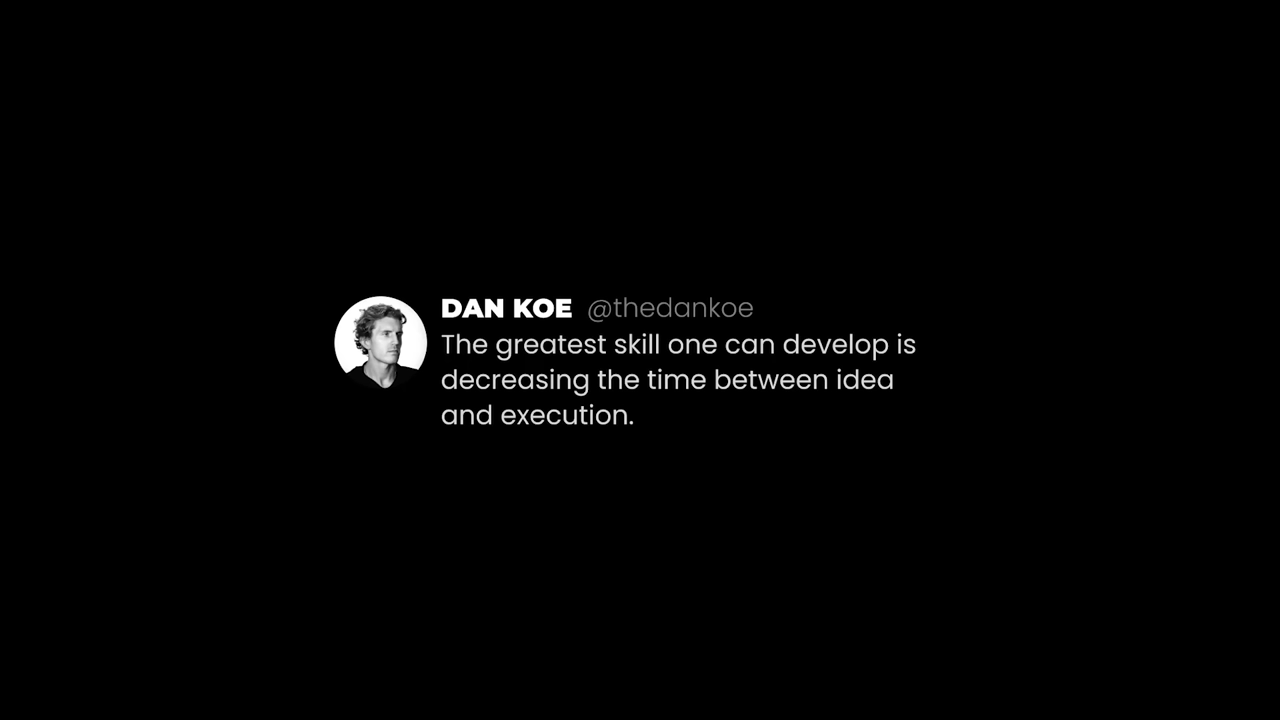 DAN KOE @thedankoe
The greatest skill one can develop is
decreasing the time between idea
and execution.